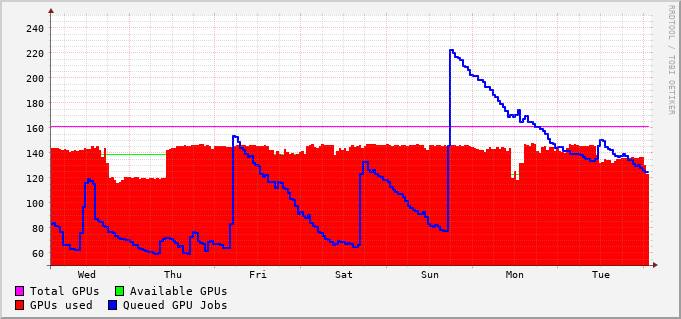 RRDTOOL / TOBI OETIKER
240
220
200
180
160
140
120
100
80
60
Wed Thu Fri Sat Sun Mon Tue
Total GPUs Available GPUs
GPUs used Queued GPU Jobs